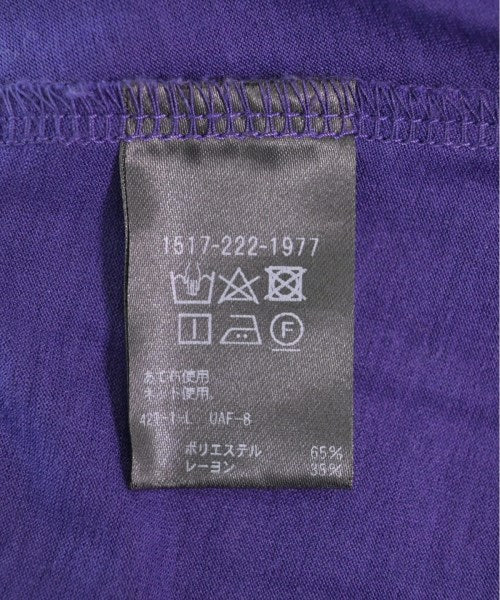 1517-222-1977
F
あて布使用
ネット使用
421-1-L UAF-8
ポリエステル 65%
レーヨン 35%